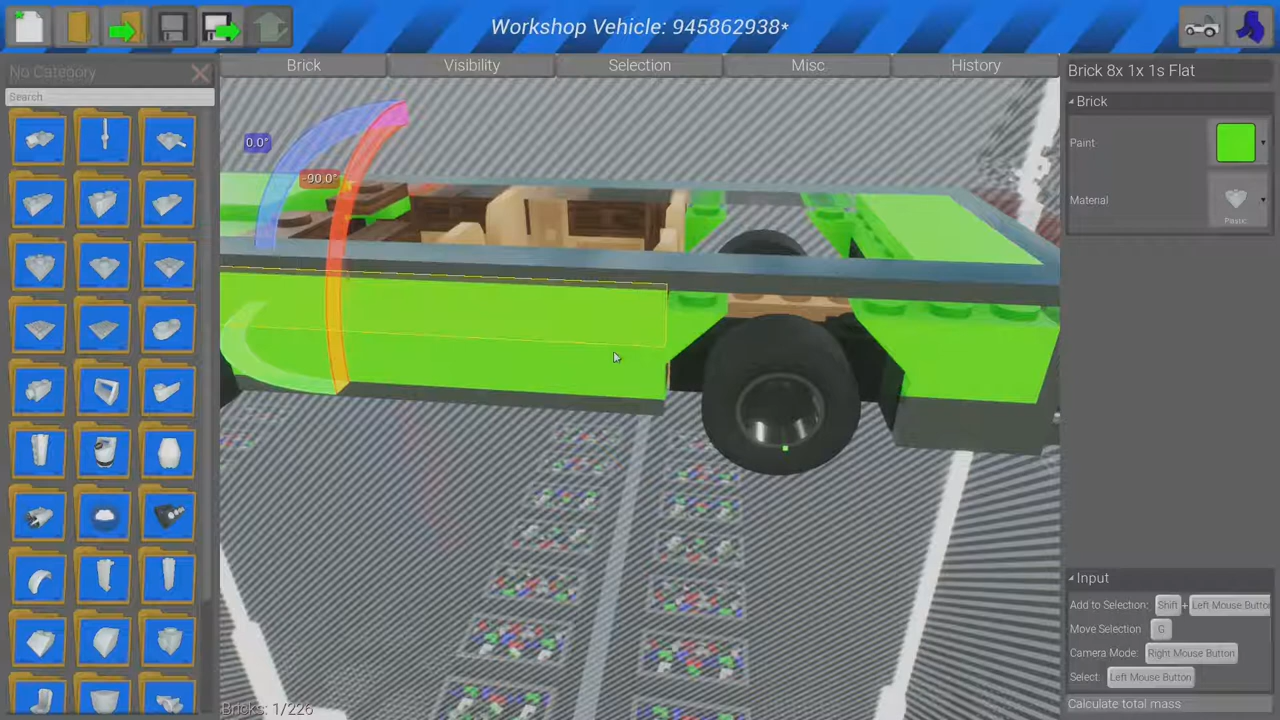 Workshop Vehicle: 945862938*
No Category
Search
Brick
Visibility
Selection
Misc
History
0.0°
-90.0°
Bricks: 1/226
Brick 8x 1x 1s Flat
Brick
Paint
Material
Plastic
Input
Add to Selection: Shift + Left Mouse Button
Move Selection G
Camera Mode: Right Mouse Button
Select: Left Mouse Button
Calculate total mass